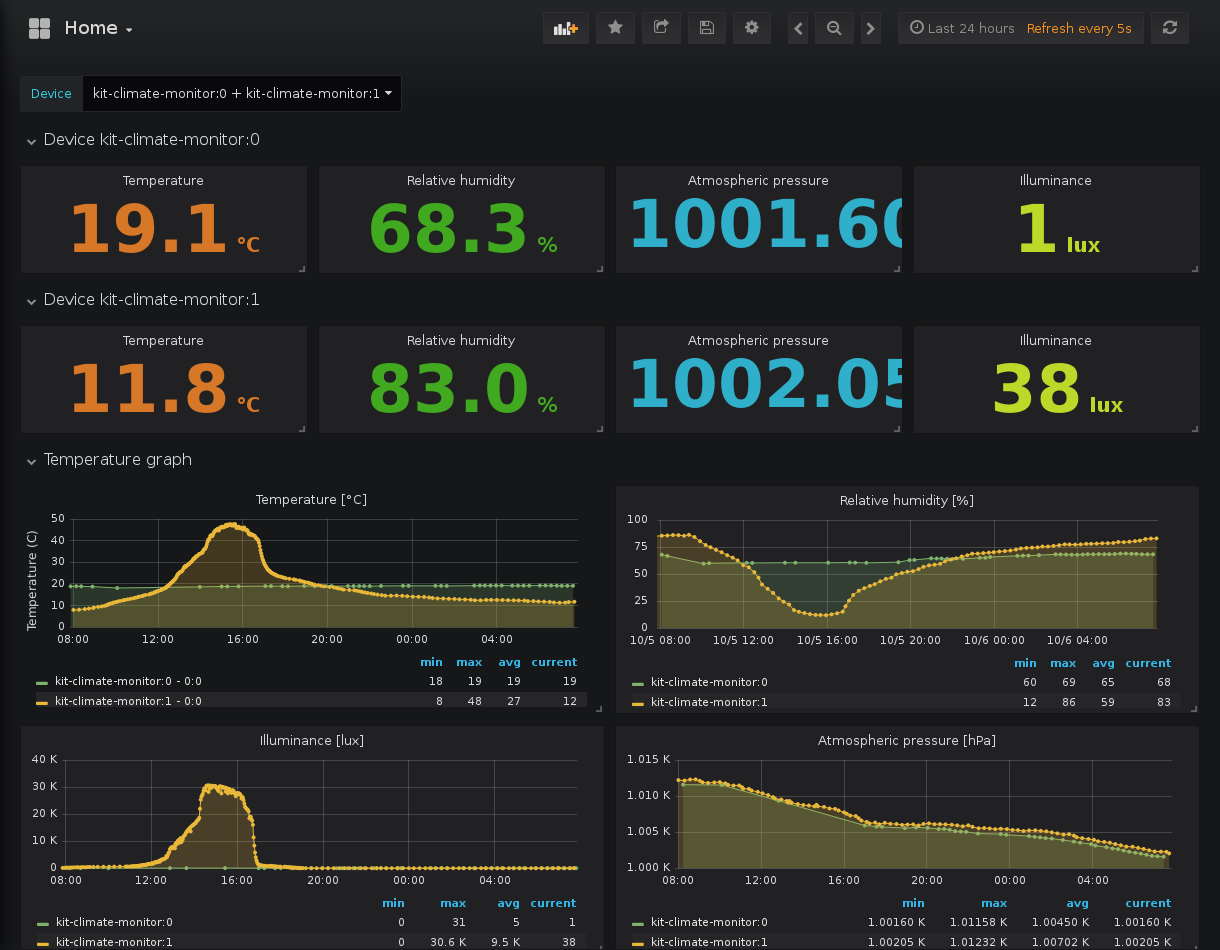 Home
Last 24 hours Refresh every 5s
Device kit-climate-monitor:0 + kit-climate-monitor:1
Device kit-climate-monitor:0
Temperature Relative humidity Atmospheric pressure Illuminance
19.1 °C 68.3 % 1001.60 1 lux
Device kit-climate-monitor:1
Temperature Relative humidity Atmospheric pressure Illuminance
11.8 °C 83.0 % 1002.05 38 lux
Temperature graph
Temperature [°C]
Temperature (C)
50
40
30
20
10
0
08:00 12:00 16:00 20:00 00:00 04:00
min max avg current
kit-climate-monitor:0 - 0:0 18 19 19 19
kit-climate-monitor:1 - 0:0 8 48 27 12
Relative humidity [%]
100
75
50
25
0
10/5 08:00 10/5 12:00 10/5 16:00 10/5 20:00 10/6 00:00 10/6 04:00
min max avg current
kit-climate-monitor:0 60 69 65 68
kit-climate-monitor:1 12 86 59 83
Illuminance [lux]
40 K
30 K
20 K
10 K
0
08:00 12:00 16:00 20:00 00:00 04:00
min max avg current
kit-climate-monitor:0 0 31 5 1
kit-climate-monitor:1 0 30.6 K 9.5 K 38
Atmospheric pressure [hPa]
1.015 K
1.010 K
1.005 K
1.000 K
08:00 12:00 16:00 20:00 00:00 04:00
min max avg current
kit-climate-monitor:0 1.00160 K 1.01158 K 1.00450 K 1.00160 K
kit-climate-monitor:1 1.00205 K 1.01232 K 1.00702 K 1.00205 K